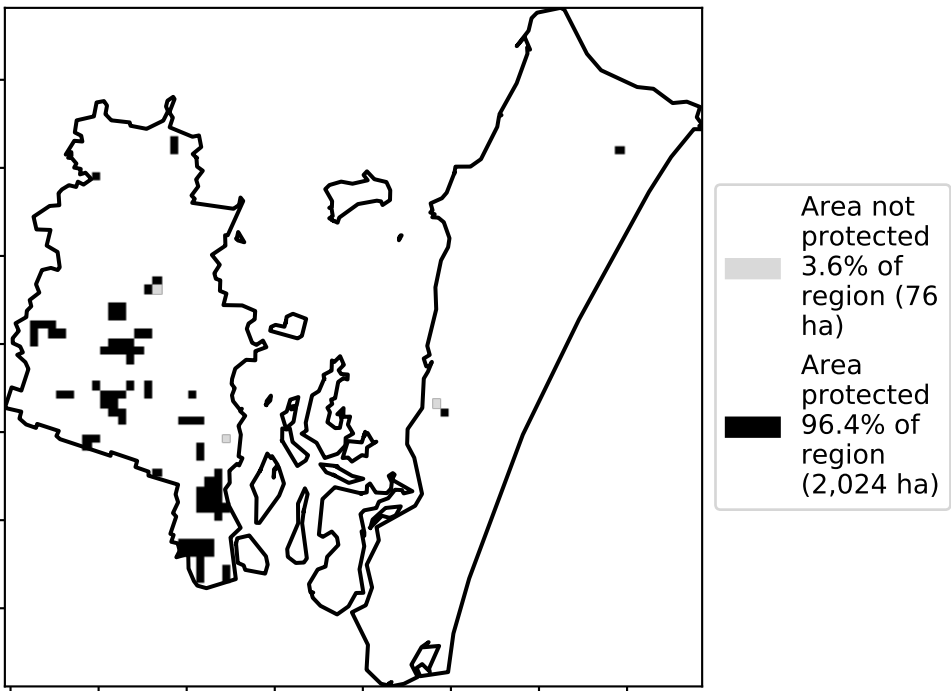 Area not
protected
3.6% of
region (76
ha)
Area
protected
96.4% of
region
(2,024 ha)